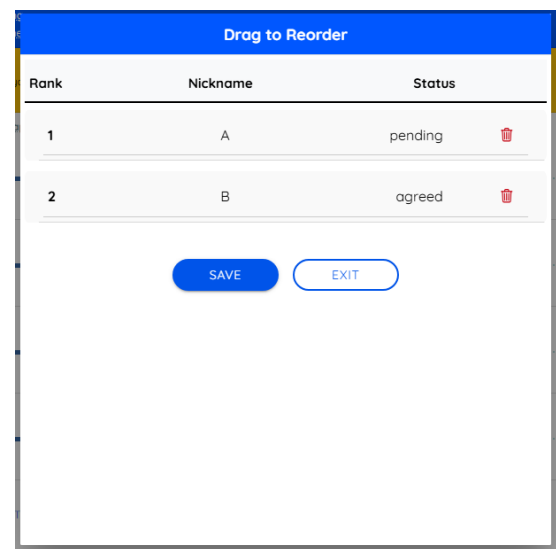 Drag to Reorder
Rank Nickname Status
1 A pending
2 B agreed
SAVE EXIT